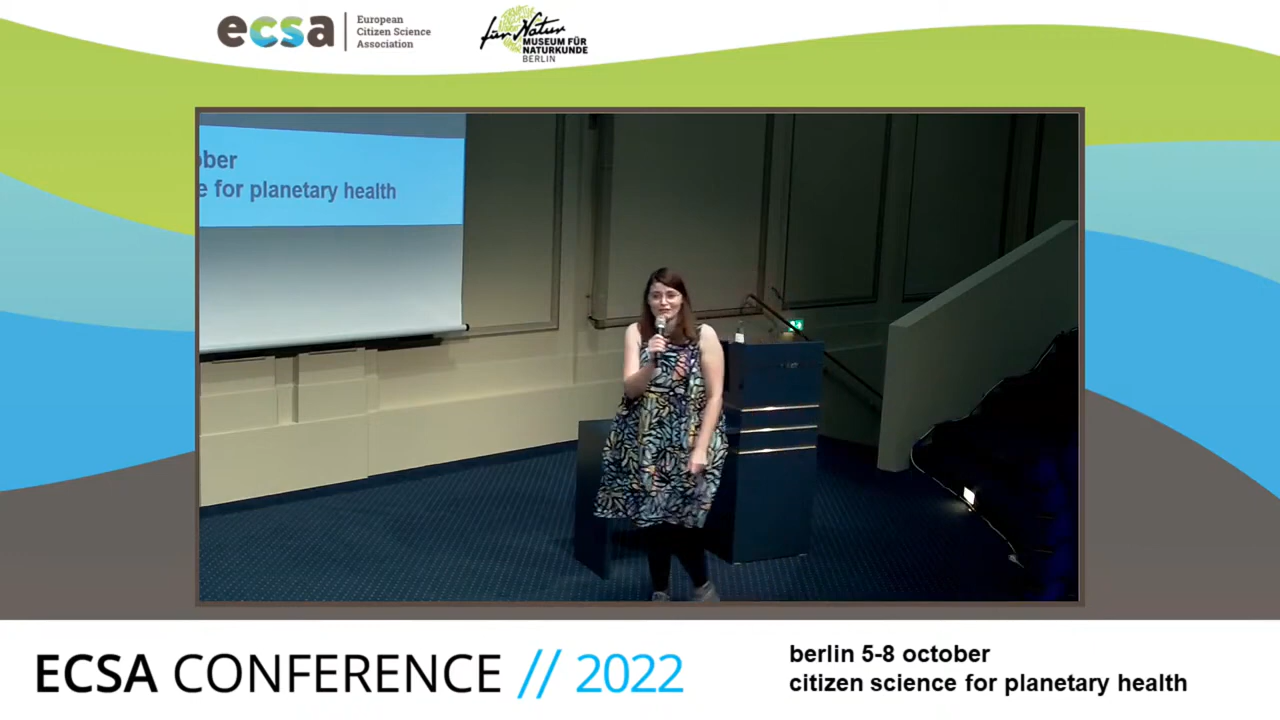 ecsa
European
Citizen Science
Association
für Natur
MUSEUM FÜR
NATURKUNDE
BERLIN
ober
e for planetary health
ECSA CONFERENCE // 2022
berlin 5-8 october
citizen science for planetary health